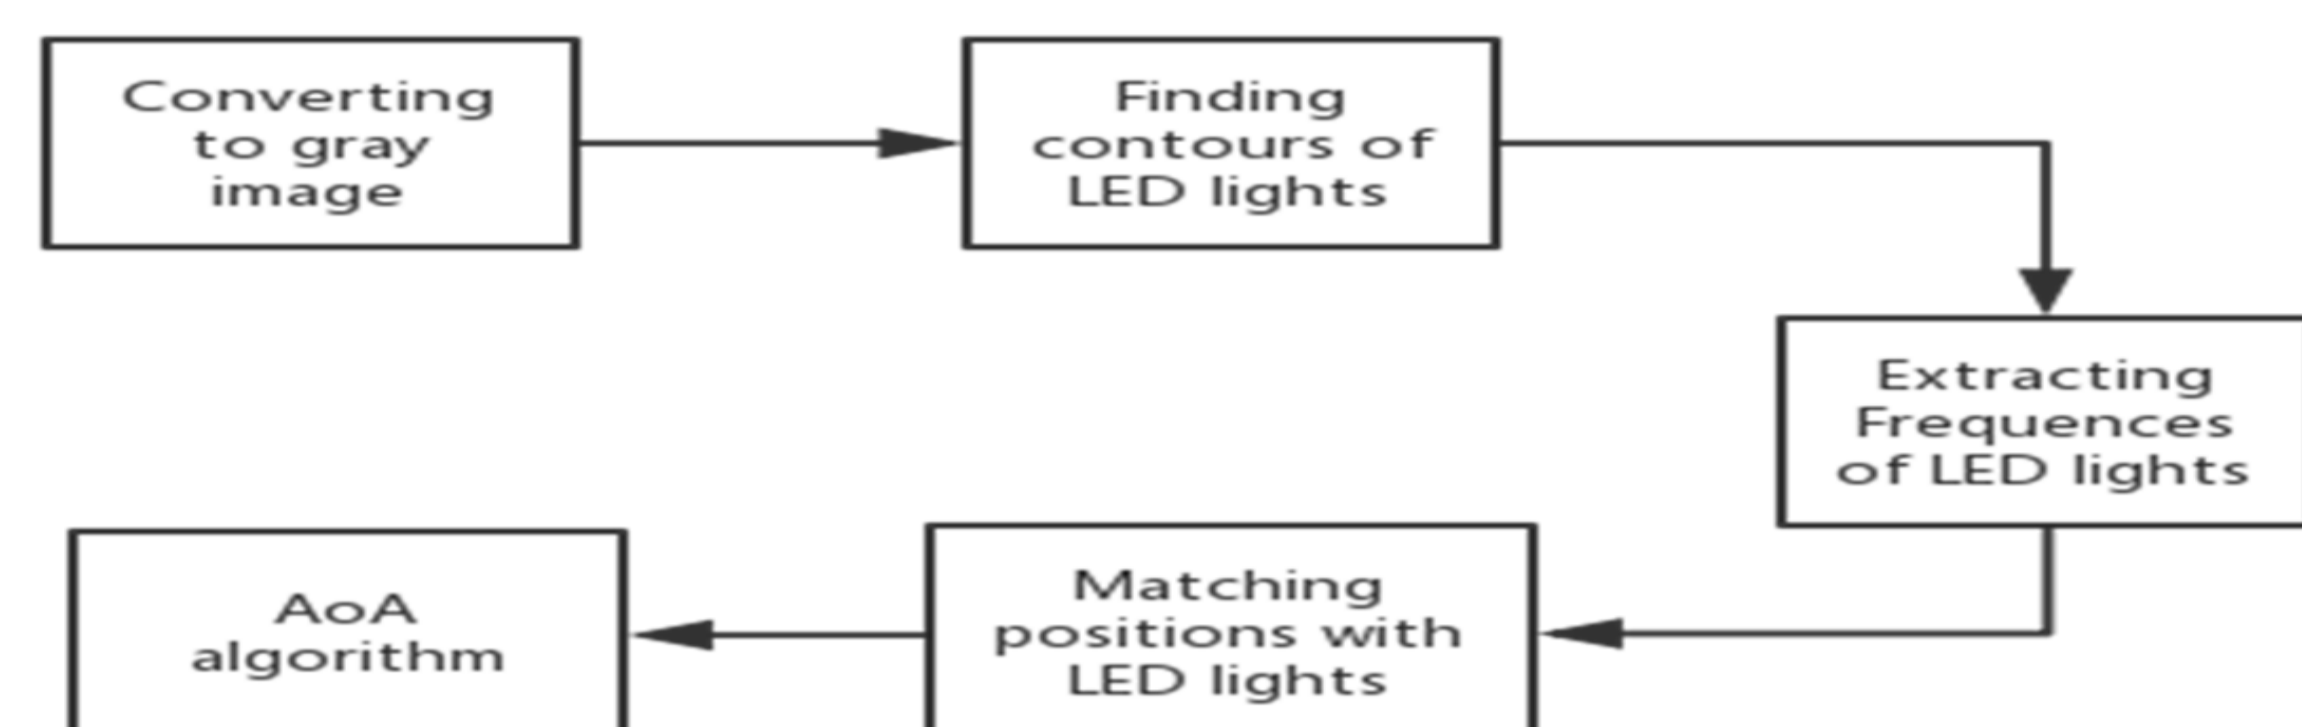 Converting
to gray
image
Finding
contours of
LED lights
Extracting
Frequences
of LED lights
Matching
positions with
LED lights
AoA
algorithm